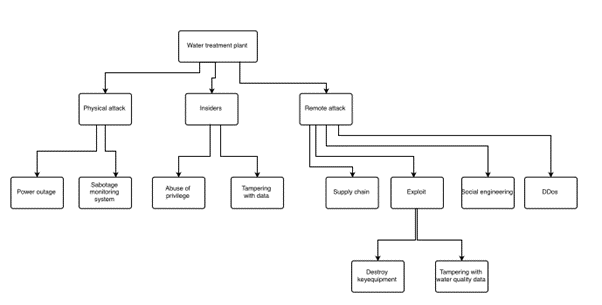 Water treatment plant
Physical attack
Insiders
Remote attack
Power outage
Sabotage
monitoring
system
Abuse of
privilege
Tampering
with data
Supply chain
Exploit
Social engineering
DDos
Destroy
keyequipment
Tampering with
water quality data